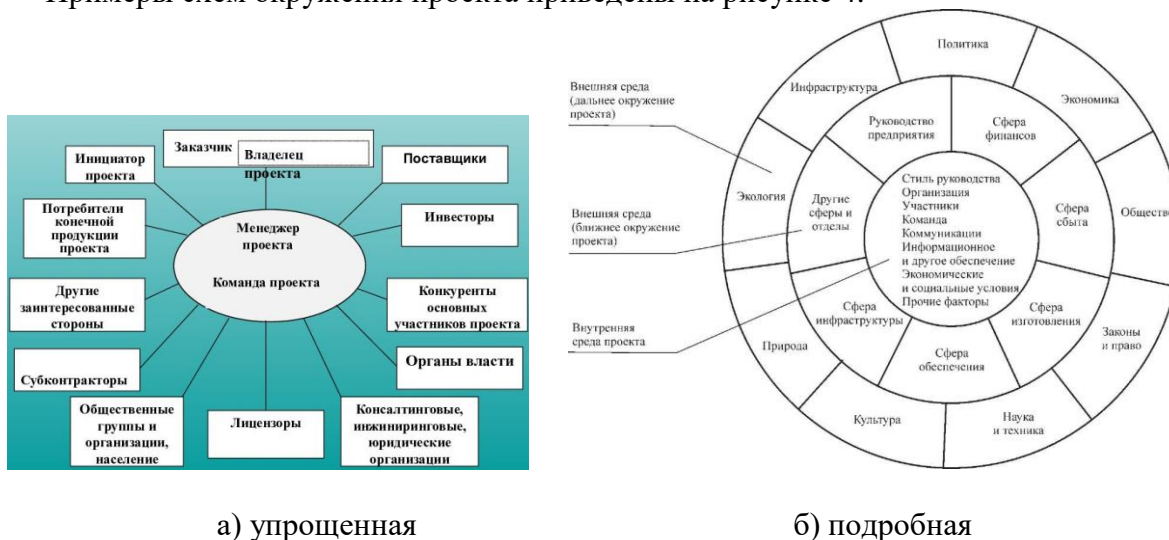 Примеры схем окружения проекта приведены на рисунке 4.
Заказчик
Владелец
проекта
Инициатор
проекта
Поставщики
Потребители
конечной
продукции
проекта
Инвесторы
Менеджер
проекта
Команда проекта
Другие
заинтересованные
стороны
Конкуренты
основных
участников проекта
Субконтракторы
Органы власти
Общественные
группы и
организации,
население
Лицензоры
Консалтинговые,
инжиниринговые,
юридические
организации
Внешняя среда
(дальнее окружение
проекта)
Внешняя среда
(ближнее окружение
проекта)
Внутренняя
среда проекта
Политика
Инфраструктура
Экономика
Экология
Обществ
Природа
Законы
и право
Культура
Наука
и техника
Руководство
предприятия
Сфера
финансов
Другие
сферы и
отделы
Сфера
сбыта
Сфера
инфраструктуры
Сфера
изготовления
Сфера
обеспечения
Стиль руководства
Организация
Участники
Команда
Коммуникации
Информационное
и другое обеспечение
Экономические
и социальные условия
Прочие факторы
а) упрощенная
б) подробная